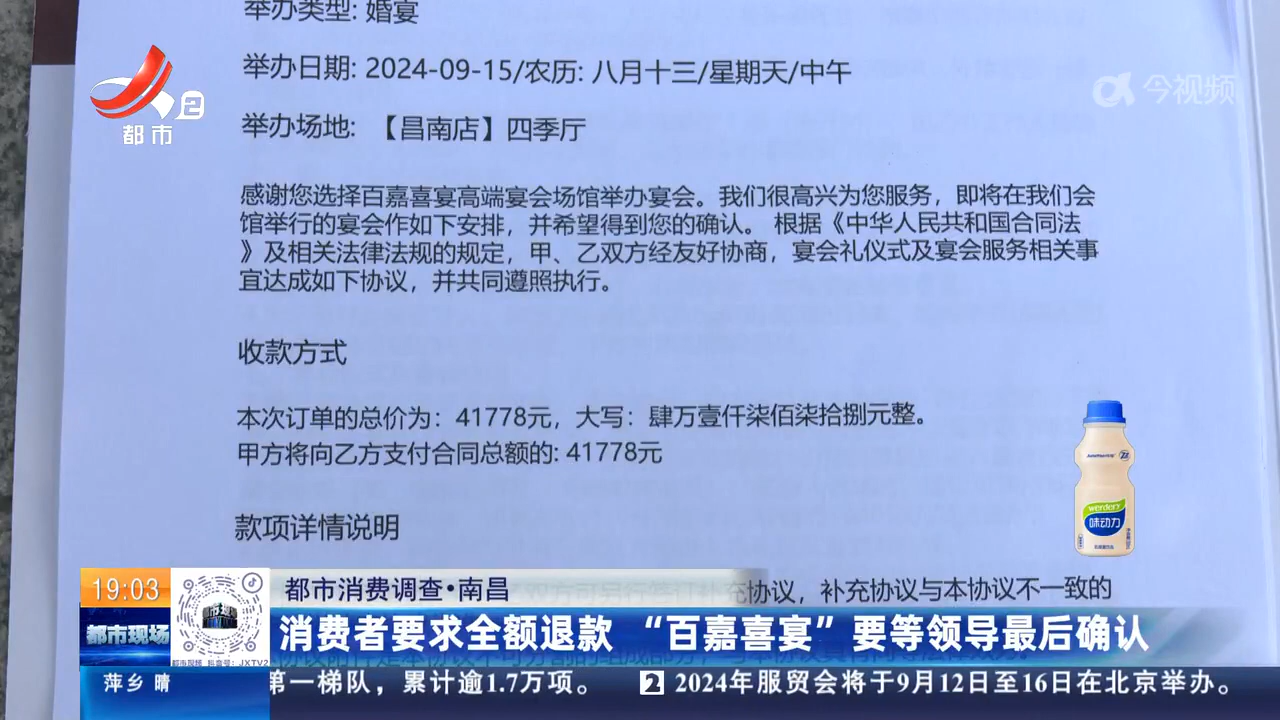 举办类型: 婚宴
举办日期: 2024-09-15/农历: 八月十三/星期天/中午
举办场地: 【昌南店】四季厅
感谢您选择百嘉喜宴高端宴会场馆举办宴会。我们很高兴为您服务，即将在我们会
馆举行的宴会作如下安排，并希望得到您的确认。 根据《中华人民共和国合同法
》及相关法律法规的规定，甲、乙双方经友好协商，宴会礼仪式及宴会服务相关事
宜达成如下协议，并共同遵照执行。
收款方式
本次订单的总价为：41778元，大写：肆万壹仟柒佰柒拾捌元整。
甲方将向乙方支付合同总额的: 41778元
款项详情说明
协议，补充协议与本协议不一致的
2
都市
今视频
werdery
味动力
19:03
都市消费调查·南昌
都市现场
消费者要求全额退款 “百嘉喜宴”要等领导最后确认
都市现场 抖音号: JXTV2
萍乡 晴
第一梯队，累计逾1.7万项。 2 2024年服贸会将于9月12日至16日在北京举办。